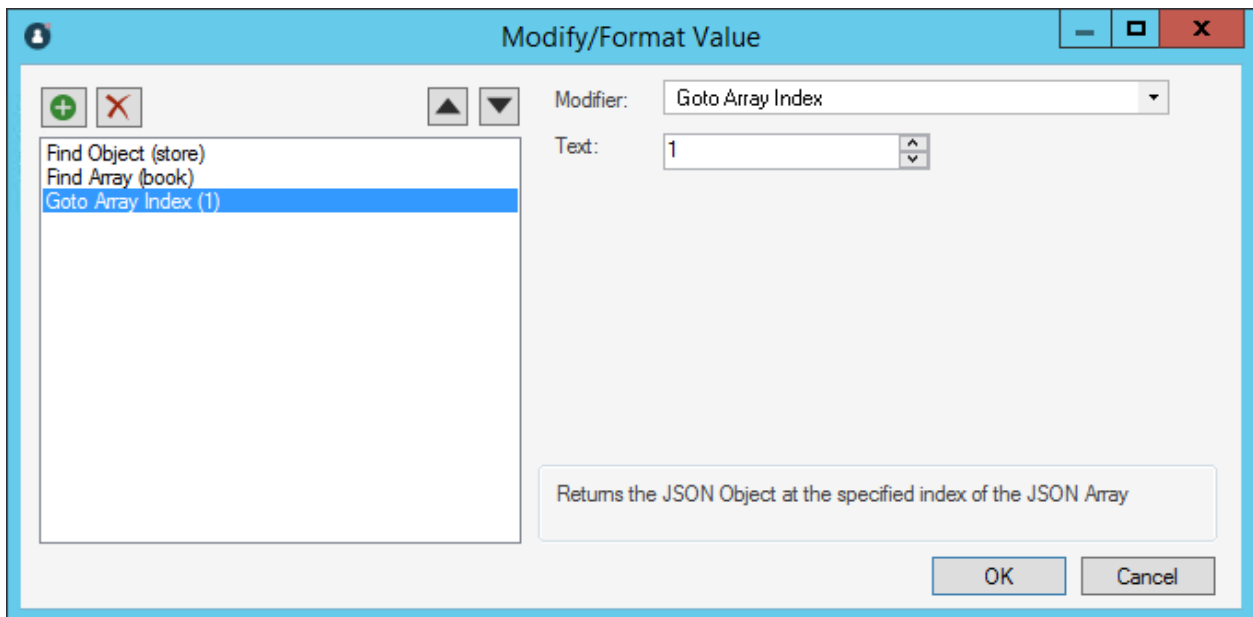 Modify/Format Value
Modifier: Goto Array Index
Text: 1
Find Object (store)
Find Array (book)
Goto Array Index (1)
Returns the JSON Object at the specified index of the JSON Array
OK Cancel